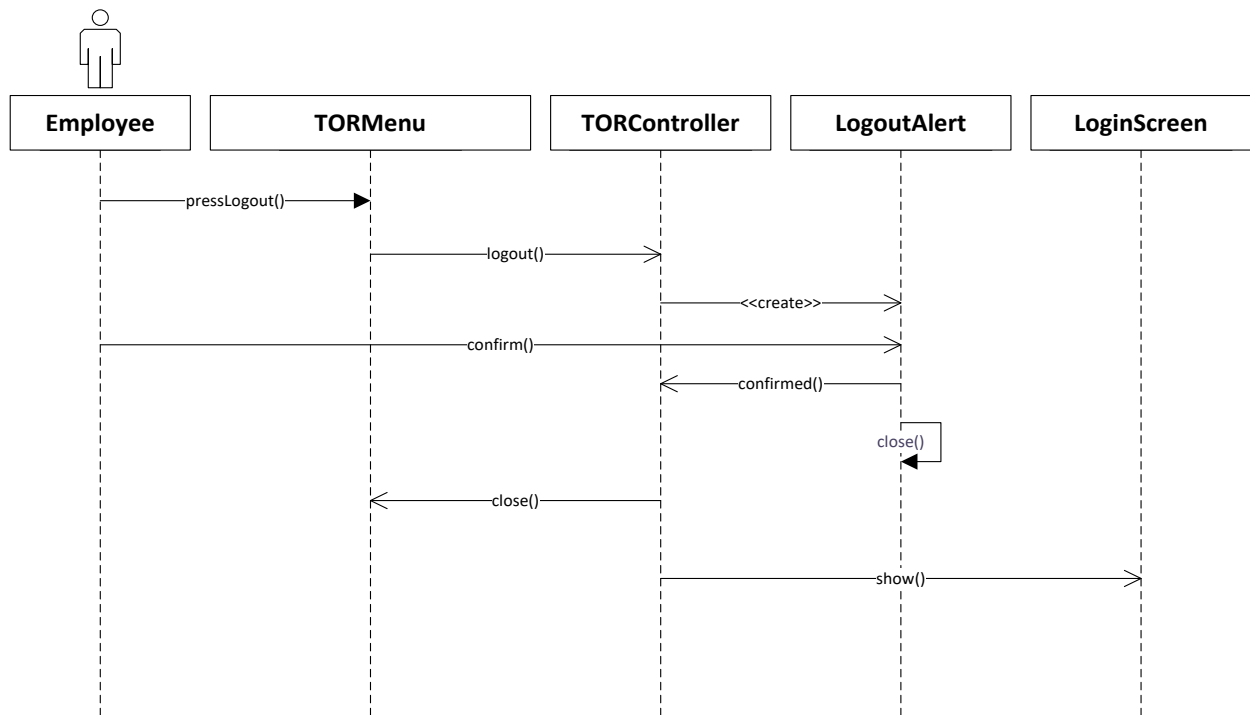 Employee
TORMenu
TORController
LogoutAlert
LoginScreen
pressLogout()
logout()
<<create>>
confirm()
confirmed()
close()
close()
show()